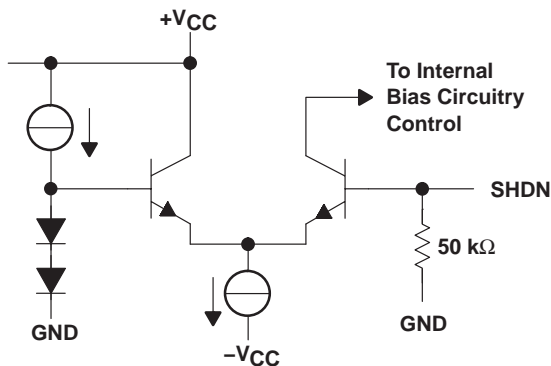 +VCC
To Internal
Bias Circuitry
Control
SHDN
50 kΩ
GND
GND
−VCC